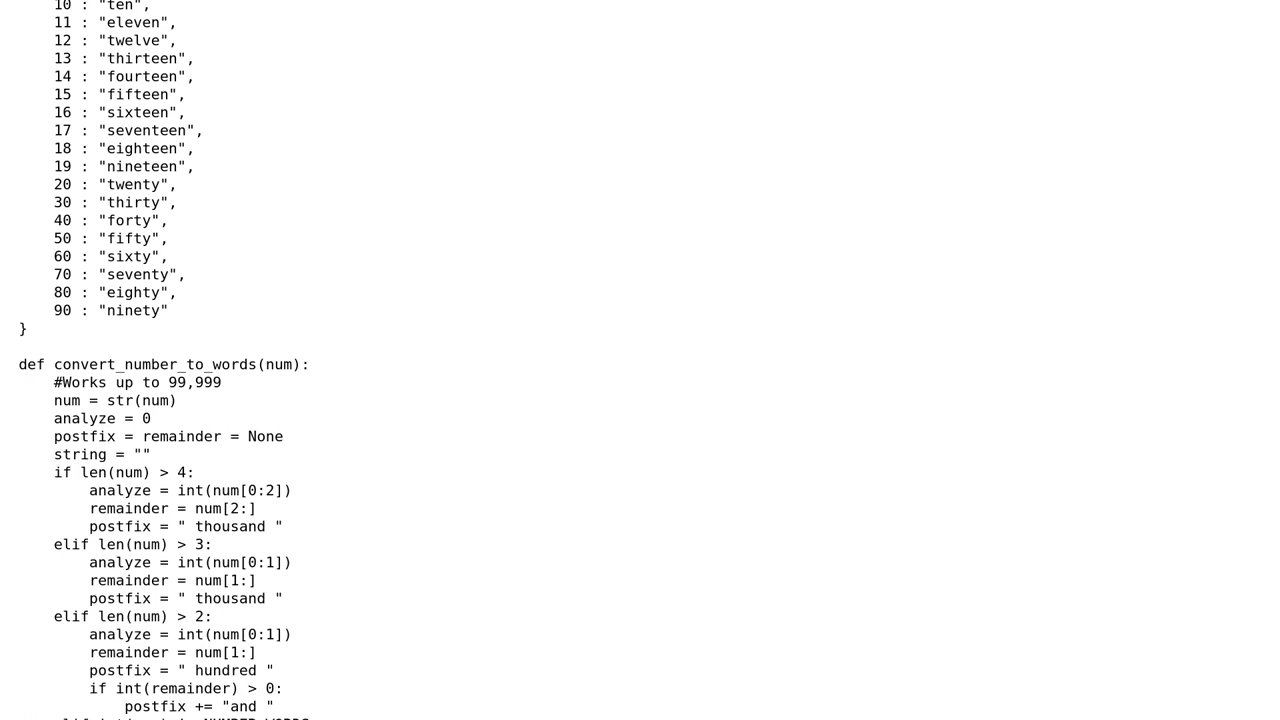 10 : "ten",
11 : "eleven",
12 : "twelve",
13 : "thirteen",
14 : "fourteen",
15 : "fifteen",
16 : "sixteen",
17 : "seventeen",
18 : "eighteen",
19 : "nineteen",
20 : "twenty",
30 : "thirty",
40 : "forty",
50 : "fifty",
60 : "sixty",
70 : "seventy",
80 : "eighty",
90 : "ninety"
}
def convert_number_to_words(num):
#Works up to 99,999
num = str(num)
analyze = 0
postfix = remainder = None
string = ""
if len(num) > 4:
analyze = int(num[0:2])
remainder = num[2:]
postfix = " thousand "
elif len(num) > 3:
analyze = int(num[0:1])
remainder = num[1:]
postfix = " thousand "
elif len(num) > 2:
analyze = int(num[0:1])
remainder = num[1:]
postfix = " hundred "
if int(remainder) > 0:
postfix += "and "